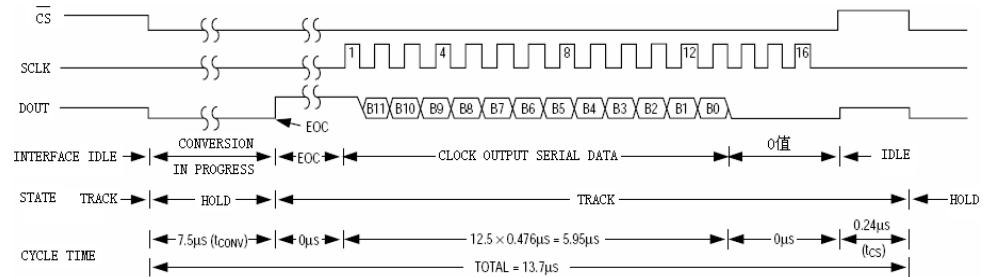 CS
SCLK 1 4 8 12 16
DOUT B11 B10 B9 B8 B7 B6 B5 B4 B3 B2 B1 B0
EOC
INTERFACE IDLE CONVERSION IN PROGRESS EOC CLOCK OUTPUT SERIAL DATA 0值 IDLE
STATE TRACK HOLD TRACK HOLD
CYCLE TIME 7.5μs (tCONV) 0μs 12.5 × 0.476μs = 5.95μs 0μs 0.24μs (tCS)
TOTAL = 13.7μs